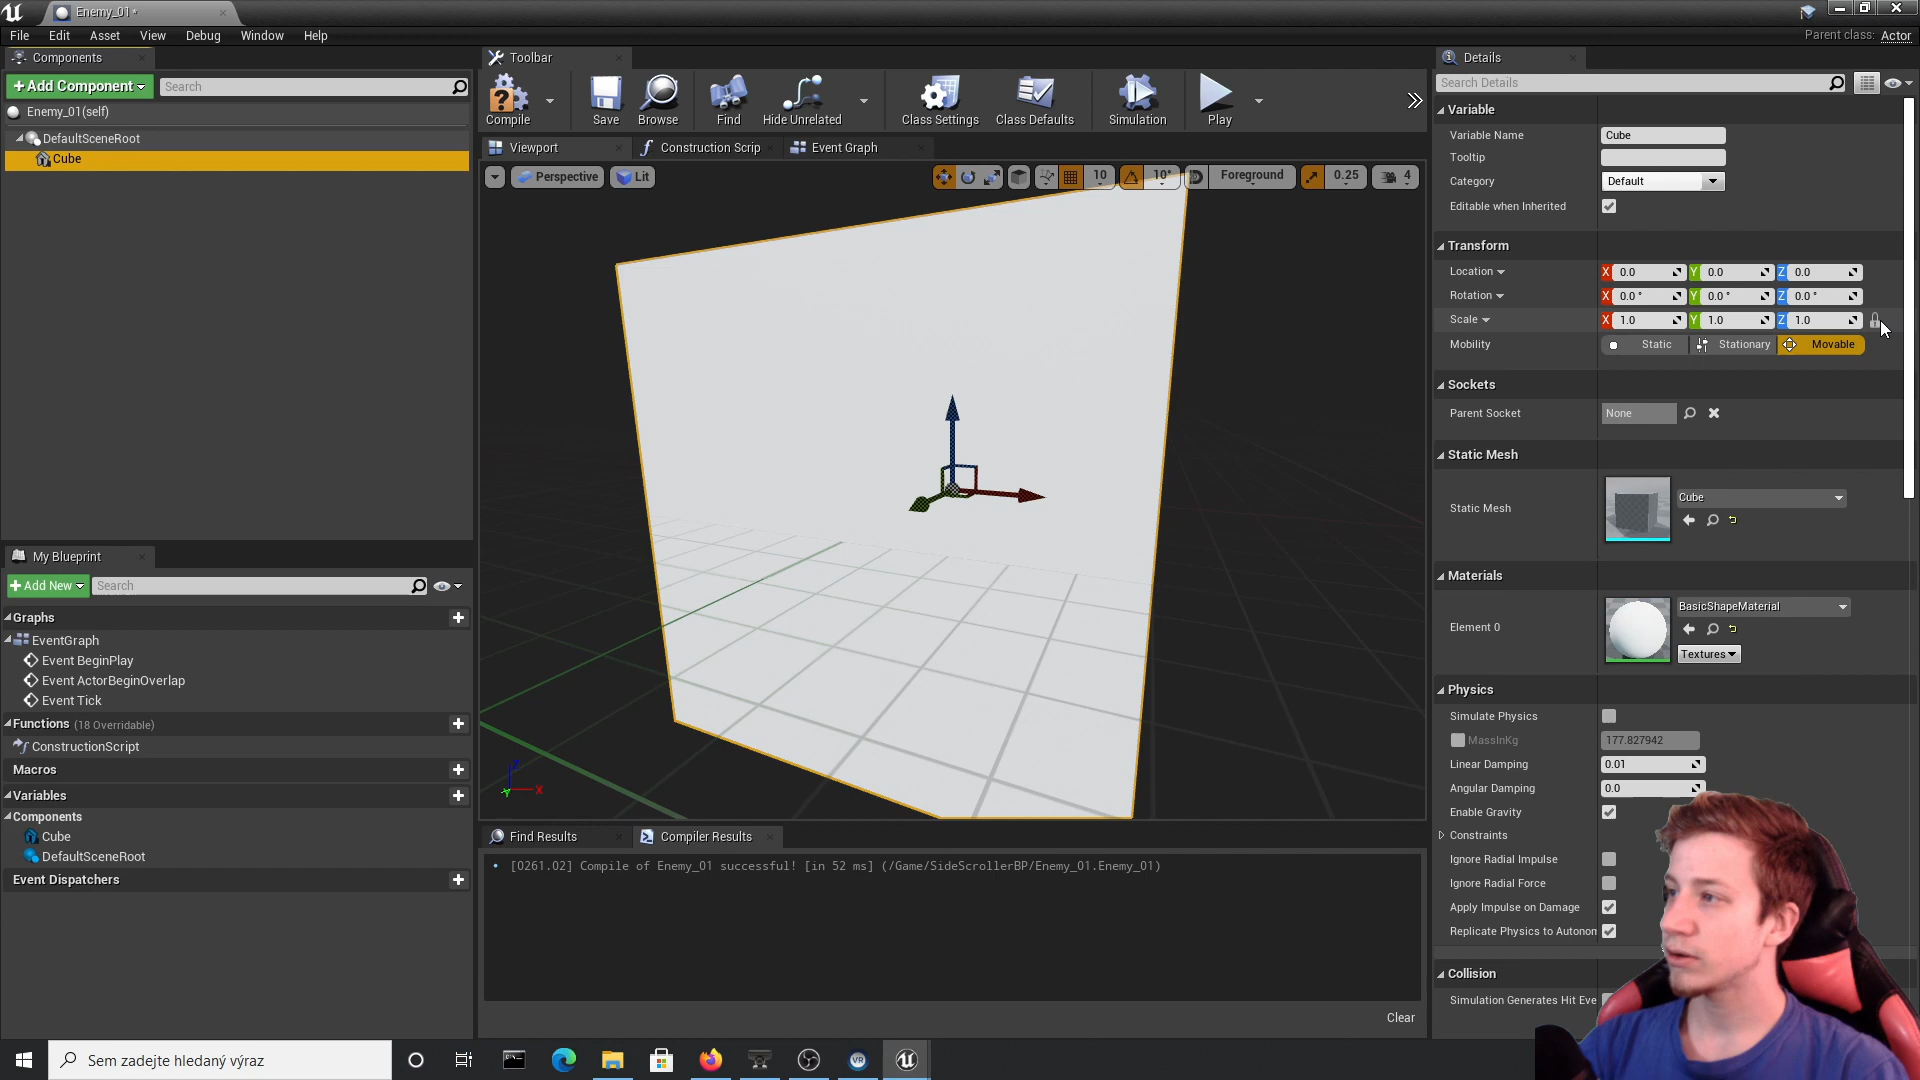 Enemy_01*
File Edit Asset View Debug Window Help
Parent class: Actor
Components
+ Add Component
Search
Enemy_01(self)
DefaultSceneRoot
Cube
Toolbar
Compile
Save
Browse
Find
Hide Unrelated
Class Settings
Class Defaults
Simulation
Play
Viewport
Construction Scrip
Event Graph
Perspective
Lit
10
10°
Foreground
0.25
4
Z
X
Y
Find Results
Compiler Results
[0261.02] Compile of Enemy_01 successful! [in 52 ms] (/Game/SideScrollerBP/Enemy_01.Enemy_01)
Clear
My Blueprint
+ Add New
Search
Graphs
EventGraph
Event BeginPlay
Event ActorBeginOverlap
Event Tick
Functions (18 Overridable)
ConstructionScript
Macros
Variables
Components
Cube
DefaultSceneRoot
Event Dispatchers
Details
Search Details
Variable
Variable Name Cube
Tooltip
Category Default
Editable when Inherited
Transform
Location X 0.0 Y 0.0 Z 0.0
Rotation X 0.0 ° Y 0.0 ° Z 0.0 °
Scale X 1.0 Y 1.0 Z 1.0
Mobility Static Stationary Movable
Sockets
Parent Socket None
Static Mesh
Static Mesh Cube
Materials
Element 0 BasicShapeMaterial
Textures
Physics
Simulate Physics
MassInKg 177.827942
Linear Damping 0.01
Angular Damping 0.0
Enable Gravity
Constraints
Ignore Radial Impulse
Ignore Radial Force
Apply Impulse on Damage
Replicate Physics to Autonom
Collision
Simulation Generates Hit Eve
Sem zadejte hledaný výraz